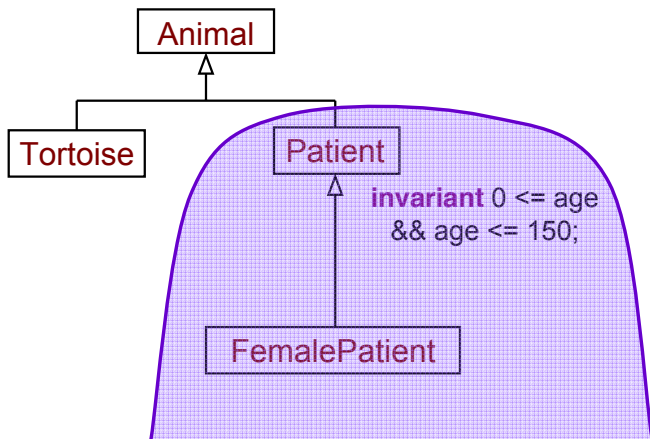 Animal
Tortoise
Patient
invariant 0 <= age
&& age <= 150;
FemalePatient